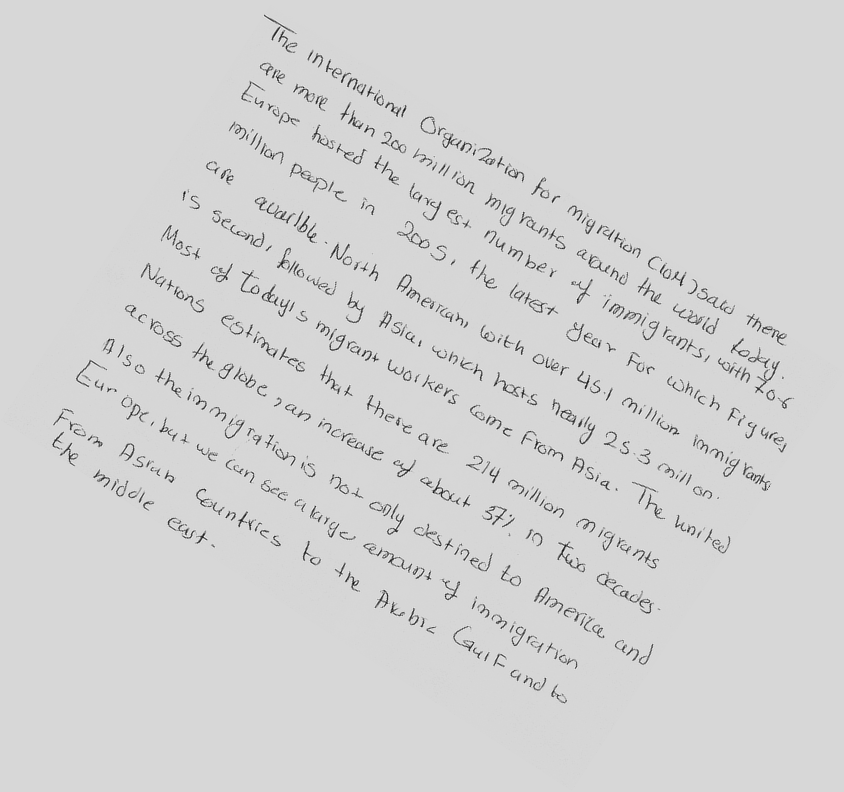 The international Organization for migration (IOM) said there
are more than 200 million migrants around the world today.
Europe hosted the largest number of immigrants, with 70.6
million people in 2005, the latest year For which Figures
are availbe. North American, with over 45.1 million immigrants
is second, followed by Asia, which hosts nearly 25.3 million.
Most of today's migrant workers come From Asia. The united
Nations estimates that there are 214 million migrants
across the globe, an increase of about 37% in Two decades.
Also the immigration is not only destined to America and
Europe, but we can see a large amount of immigration
From Asian Countries to the Arabic Gulf and to
the middle east.